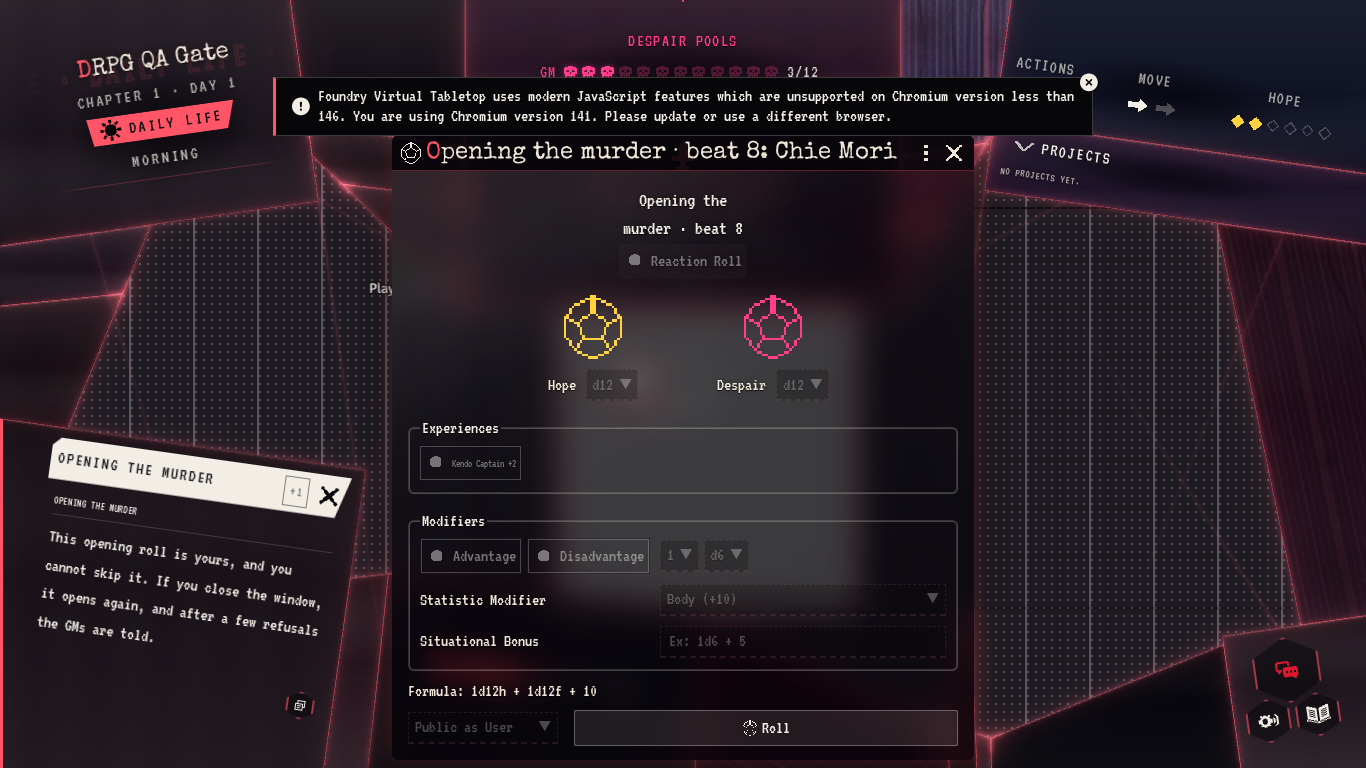 DRPG QA Gate
CHAPTER 1 · DAY 1
DAILY LIFE
MORNING
DESPAIR POOLS
GM 3/12
Foundry Virtual Tabletop uses modern JavaScript features which are unsupported on Chromium version less than
146. You are using Chromium version 141. Please update or use a different browser.
ACTIONS
MOVE
HOPE
PROJECTS
NO PROJECTS YET.
Opening the murder · beat 8: Chie Mori
Opening the
murder · beat 8
Reaction Roll
Play
Hope d12
Despair d12
Experiences
Kendo Captain +2
Modifiers
Advantage
Disadvantage
1
d6
Statistic Modifier
Body (+10)
Situational Bonus
Ex: 1d6 + 5
Formula: 1d12h + 1d12f + 10
Public as User
Roll
OPENING THE MURDER
+1
OPENING THE MURDER
This opening roll is yours, and you
cannot skip it. If you close the window,
it opens again, and after a few refusals
the GMs are told.